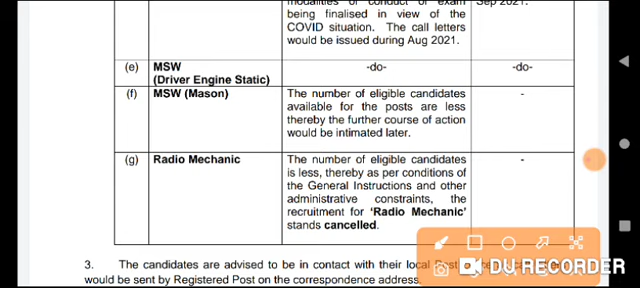 modalities of conduct of exam
Sep 2021.
being finalised in view of the
COVID situation. The call letters
would be issued during Aug 2021.
(e) MSW
(Driver Engine Static)
-do-
-do-
(f) MSW (Mason)
The number of eligible candidates
available for the posts are less
thereby the further course of action
would be intimated later.
-
(g) Radio Mechanic
The number of eligible candidates
is less, thereby as per conditions of
the General Instructions and other
administrative constraints, the
recruitment for 'Radio Mechanic'
stands cancelled.
-
3. The candidates are advised to be in contact with their local
would be sent by Registered Post on the correspondence address.
DU RECORDER